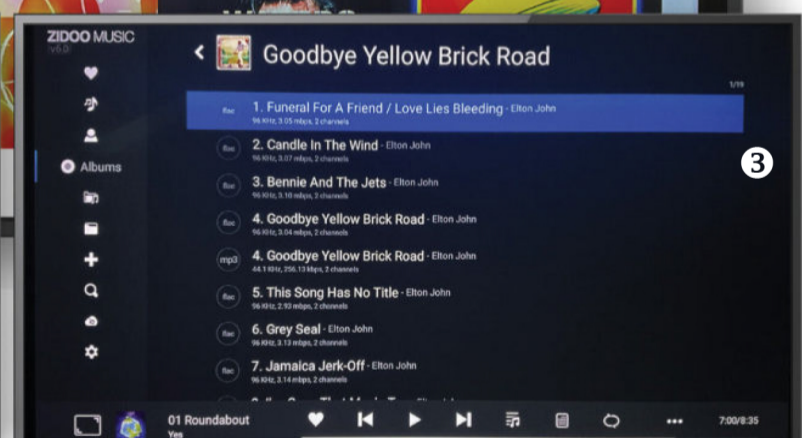 ZIDOO MUSIC
v6.0
Goodbye Yellow Brick Road
1/19
flac
1. Funeral For A Friend / Love Lies Bleeding - Elton John
96 KHz, 3.05 mbps, 2 channels
flac
2. Candle In The Wind - Elton John
96 KHz, 3.07 mbps, 2 channels
3
Albums
flac
3. Bennie And The Jets - Elton John
96 KHz, 3.10 mbps, 2 channels
flac
4. Goodbye Yellow Brick Road - Elton John
96 KHz, 3.04 mbps, 2 channels
mp3
4. Goodbye Yellow Brick Road - Elton John
44.1 KHz, 256.13 kbps, 2 channels
flac
5. This Song Has No Title - Elton John
96 KHz, 2.93 mbps, 2 channels
flac
6. Grey Seal - Elton John
96 KHz, 3.13 mbps, 2 channels
flac
7. Jamaica Jerk-Off - Elton John
96 KHz, 3.14 mbps, 2 channels
01 Roundabout
Yes
7:00/8:35